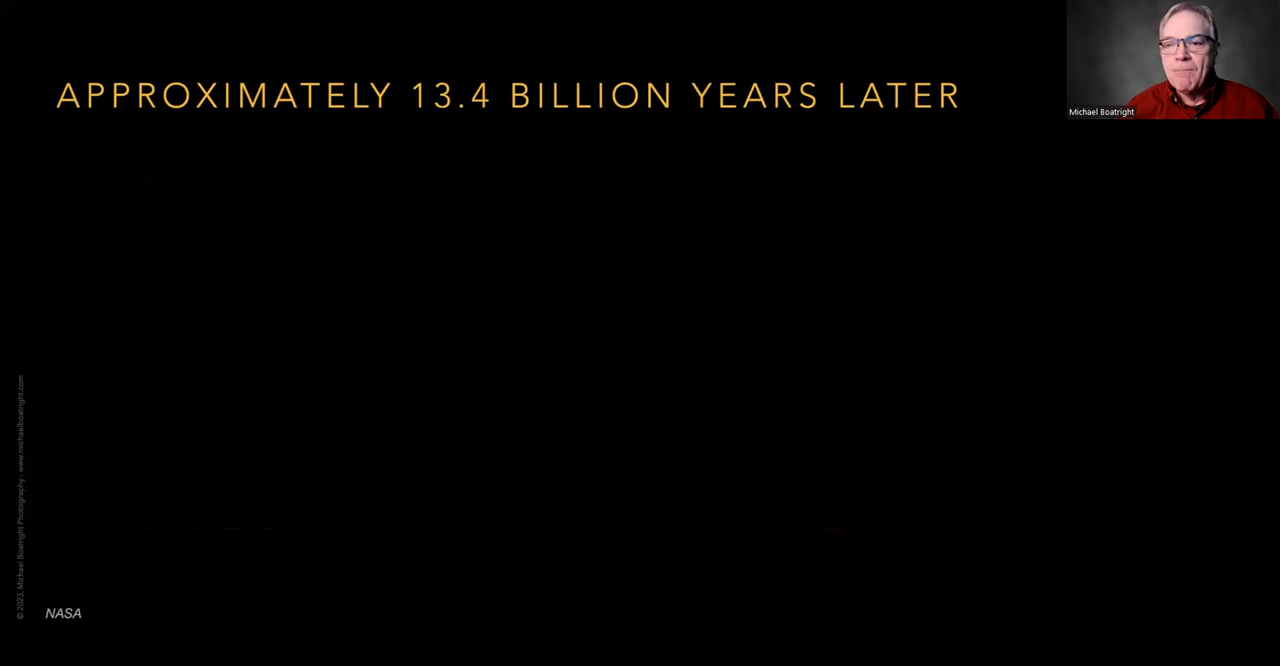 APPROXIMATELY 13.4 BILLION YEARS LATER
Michael Boatright
© 2023, Michael Boatright Photography - www.michaelboatright.com
NASA